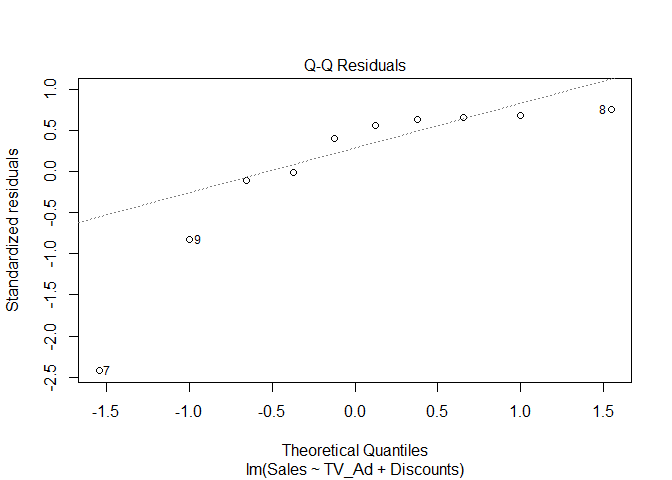 Q-Q Residuals
Standardized residuals
1.0
0.5
0.0
-0.5
-1.0
-1.5
-2.0
-2.5
8
9
7
-1.5 -1.0 -0.5 0.0 0.5 1.0 1.5
Theoretical Quantiles
lm(Sales ~ TV_Ad + Discounts)